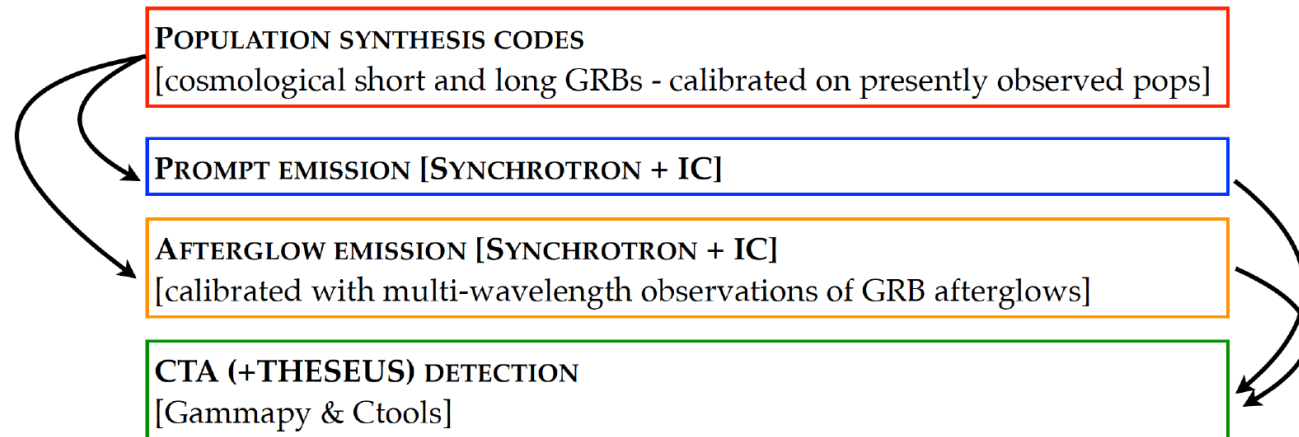 POPULATION SYNTHESIS CODES
[cosmological short and long GRBs - calibrated on presently observed pops]
PROMPT EMISSION [SYNCHROTRON + IC]
AFTERGLOW EMISSION [SYNCHROTRON + IC]
[calibrated with multi-wavelength observations of GRB afterglows]
CTA (+THESEUS) DETECTION
[Gammapy & Ctools]